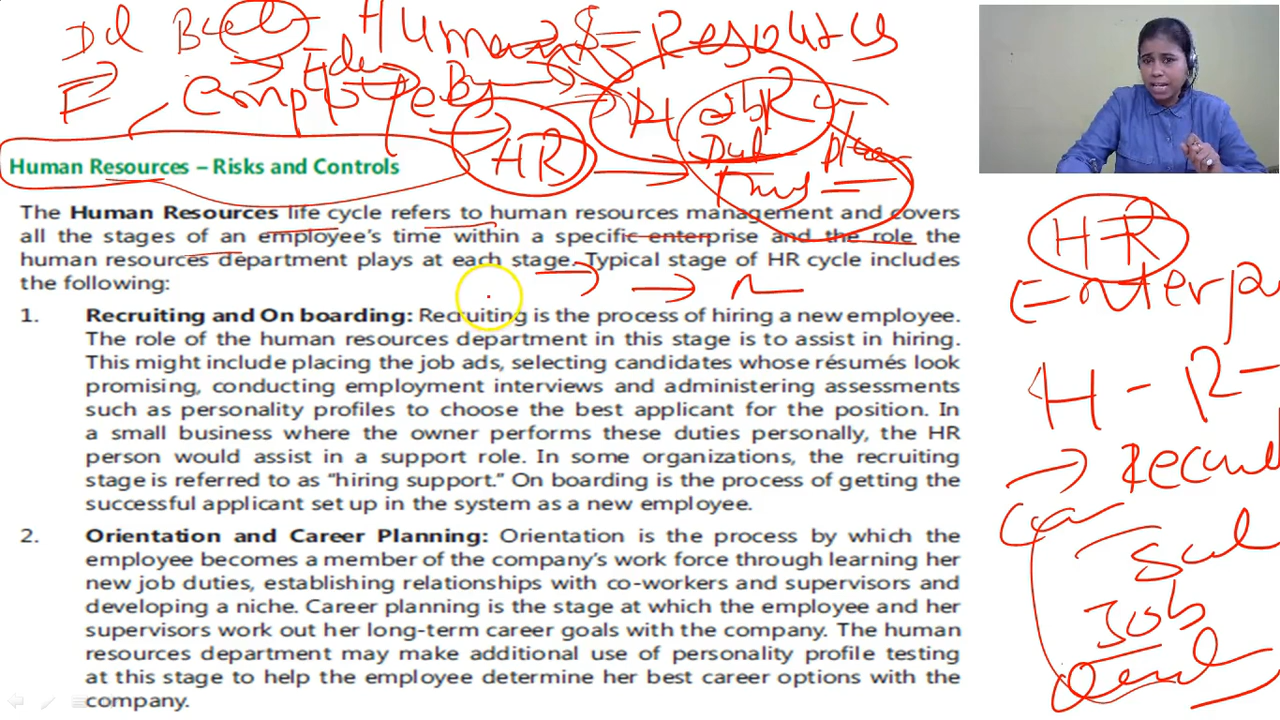 Human Resources
Employee
HR
Human Resources – Risks and Controls
The Human Resources life cycle refers to human resources management and covers
all the stages of an employee's time within a specific enterprise and the role the
human resources department plays at each stage. Typical stage of HR cycle includes
the following:
1. Recruiting and On boarding: Recruiting is the process of hiring a new employee.
The role of the human resources department in this stage is to assist in hiring.
This might include placing the job ads, selecting candidates whose résumés look
promising, conducting employment interviews and administering assessments
such as personality profiles to choose the best applicant for the position. In
a small business where the owner performs these duties personally, the HR
person would assist in a support role. In some organizations, the recruiting
stage is referred to as “hiring support.” On boarding is the process of getting the
successful applicant set up in the system as a new employee.
2. Orientation and Career Planning: Orientation is the process by which the
employee becomes a member of the company's work force through learning her
new job duties, establishing relationships with co-workers and supervisors and
developing a niche. Career planning is the stage at which the employee and her
supervisors work out her long-term career goals with the company. The human
resources department may make additional use of personality profile testing
at this stage to help the employee determine her best career options with the
company.
HR
Enterp
H - R -
Job